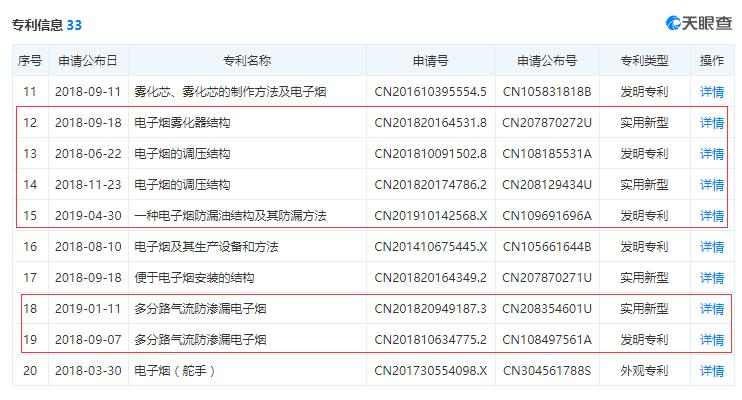 专利信息 33
天眼查
序号 申请公布日 专利名称 申请号 申请公布号 专利类型 操作
11 2018-09-11 雾化芯、雾化芯的制作方法及电子烟 CN201610395554.5 CN105831818B 发明专利 详情
12 2018-09-18 电子烟雾化器结构 CN201820164531.8 CN207870272U 实用新型 详情
13 2018-06-22 电子烟的调压结构 CN201810091502.8 CN108185531A 发明专利 详情
14 2018-11-23 电子烟的调压结构 CN201820174786.2 CN208129434U 实用新型 详情
15 2019-04-30 一种电子烟防漏油结构及其防漏方法 CN201910142568.X CN109691696A 发明专利 详情
16 2018-08-10 电子烟及其生产设备和方法 CN201410675445.X CN105661644B 发明专利 详情
17 2018-09-18 便于电子烟安装的结构 CN201820164349.2 CN207870271U 实用新型 详情
18 2019-01-11 多分路气流防渗漏电子烟 CN201820949187.3 CN208354601U 实用新型 详情
19 2018-09-07 多分路气流防渗漏电子烟 CN201810634775.2 CN108497561A 发明专利 详情
20 2018-03-30 电子烟（舵手） CN201730554098.X CN304561788S 外观专利 详情